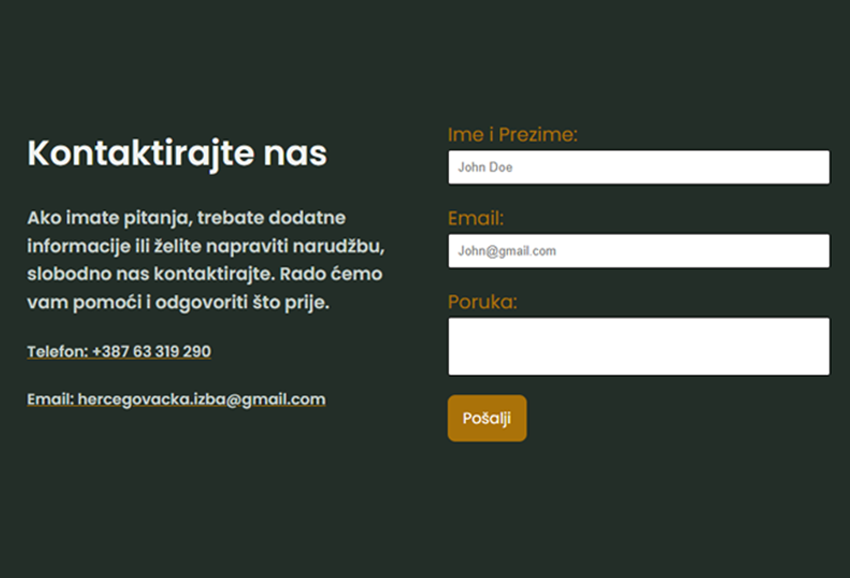 Kontaktirajte nas
Ako imate pitanja, trebate dodatne
informacije ili želite napraviti narudžbu,
slobodno nas kontaktirajte. Rado ćemo
vam pomoći i odgovoriti što prije.
Telefon: +387 63 319 290
Email: hercegovacka.izba@gmail.com
Ime i Prezime:
John Doe
Email:
John@gmail.com
Poruka:
Pošalji